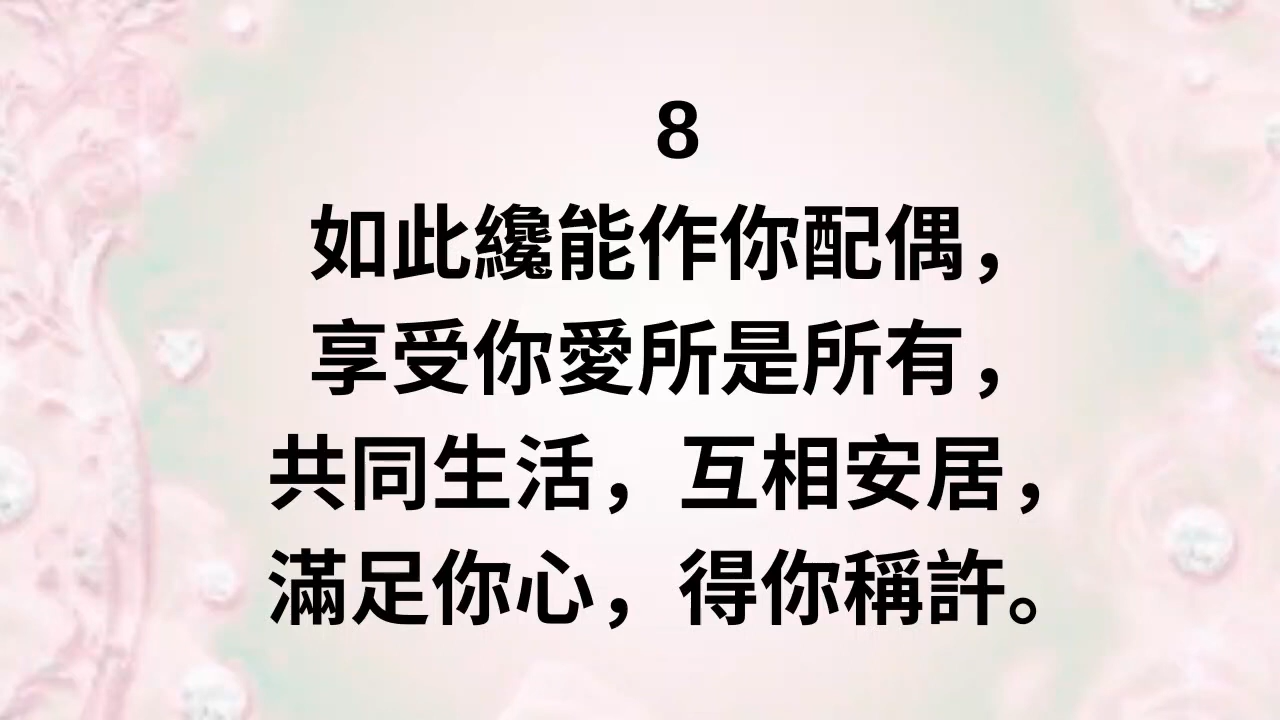 8
如此纔能作你配偶，
享受你愛所是所有，
共同生活，互相安居，
滿足你心，得你稱許。